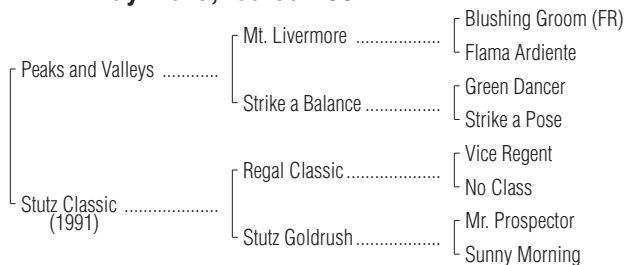 Blushing Groom (FR)
Mt. Livermore ..................
Flama Ardiente
Peaks and Valleys ............
Green Dancer
Strike a Balance ................
Strike a Pose
Vice Regent
Regal Classic....................
No Class
Stutz Classic ....................
(1991)
Mr. Prospector
Stutz Goldrush..................
Sunny Morning